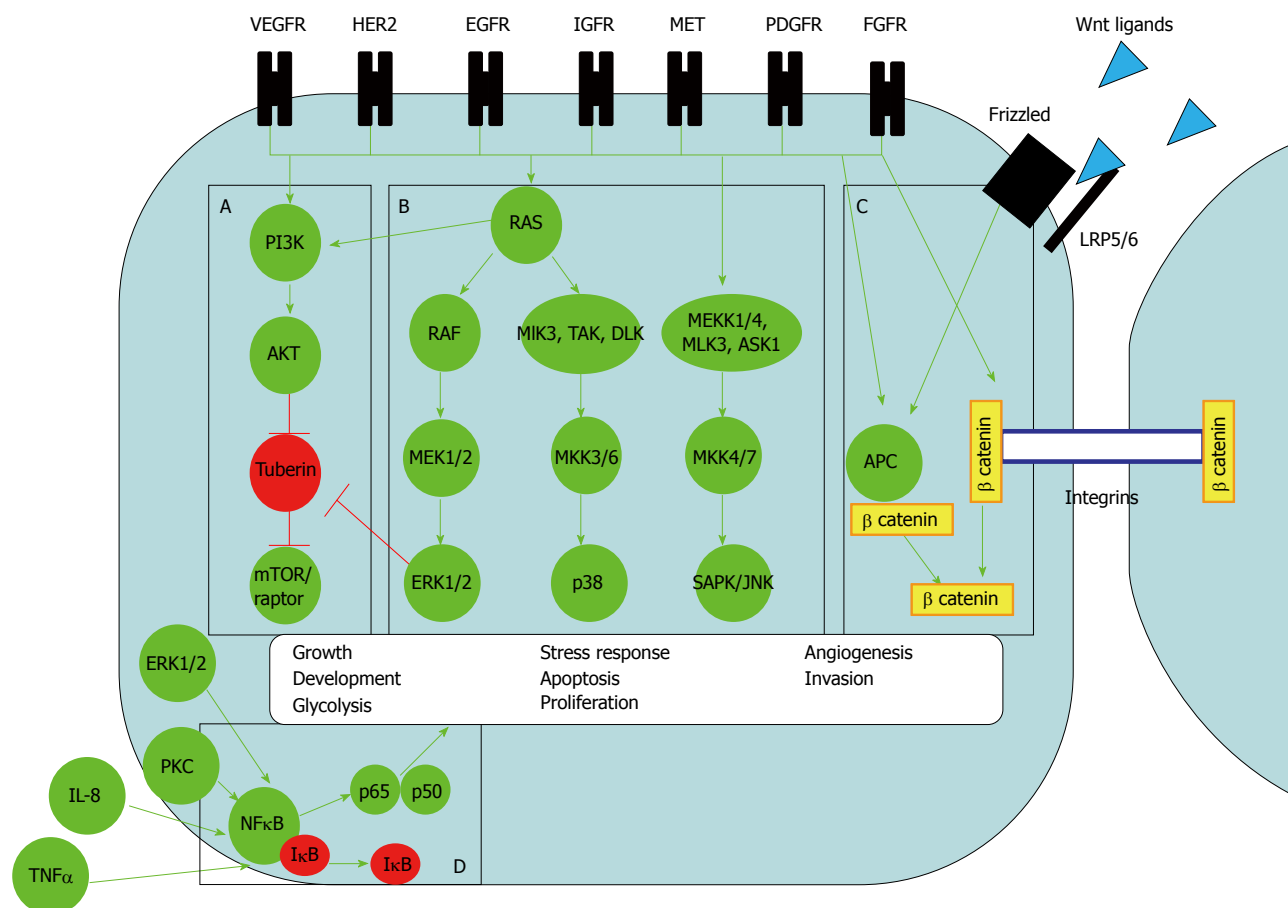 VEGFR
HER2
EGFR
IGFR
MET
PDGFR
FGFR
Wnt ligands
Frizzled
LRP5/6
A
B
C
PI3K
RAS
AKT
RAF
MIK3, TAK, DLK
MEKK1/4,
MLK3, ASK1
Tuberin
MEK1/2
MKK3/6
MKK4/7
APC
β catenin
β catenin
β catenin
Integrins
mTOR/
raptor
ERK1/2
p38
SAPK/JNK
β catenin
Growth
Development
Glycolysis
Stress response
Apoptosis
Proliferation
Angiogenesis
Invasion
ERK1/2
PKC
IL-8
TNFα
NFκB
IκB
p65
p50
IκB
D